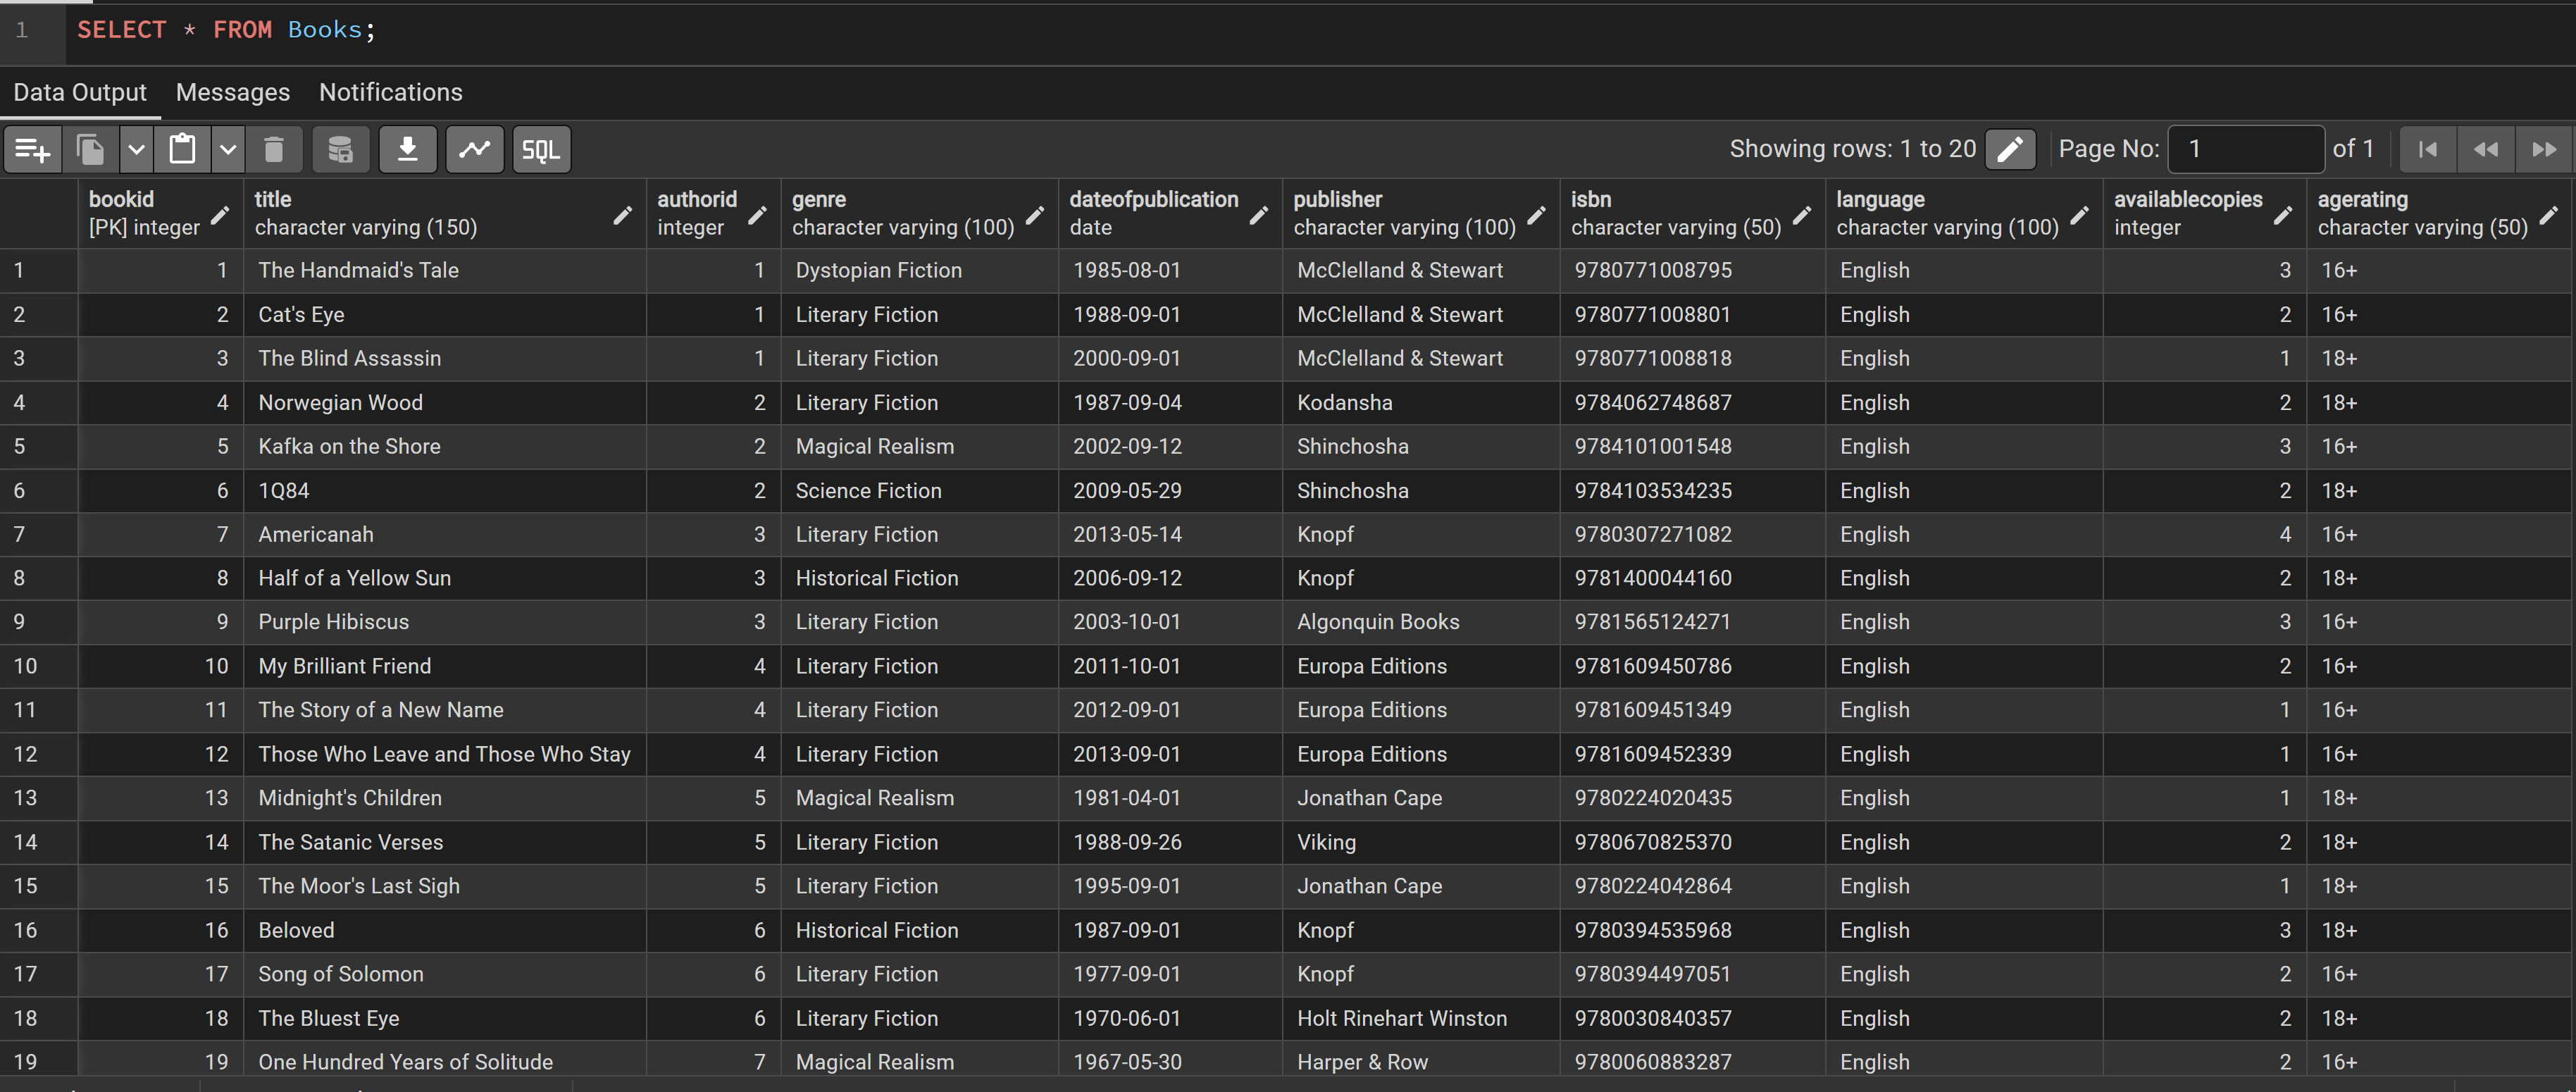 1 SELECT * FROM Books;
Data Output Messages Notifications
SQL Showing rows: 1 to 20 Page No: 1 of 1
bookid title authorid genre dateofpublication publisher isbn language availablecopies agerating
[PK] integer character varying (150) integer character varying (100) date character varying (100) character varying (50) character varying (100) integer character varying (50)
1 1 The Handmaid's Tale 1 Dystopian Fiction 1985-08-01 McClelland & Stewart 9780771008795 English 3 16+
2 2 Cat's Eye 1 Literary Fiction 1988-09-01 McClelland & Stewart 9780771008801 English 2 16+
3 3 The Blind Assassin 1 Literary Fiction 2000-09-01 McClelland & Stewart 9780771008818 English 1 18+
4 4 Norwegian Wood 2 Literary Fiction 1987-09-04 Kodansha 9784062748687 English 2 18+
5 5 Kafka on the Shore 2 Magical Realism 2002-09-12 Shinchosha 9784101001548 English 3 16+
6 6 1Q84 2 Science Fiction 2009-05-29 Shinchosha 9784103534235 English 2 18+
7 7 Americanah 3 Literary Fiction 2013-05-14 Knopf 9780307271082 English 4 16+
8 8 Half of a Yellow Sun 3 Historical Fiction 2006-09-12 Knopf 9781400044160 English 2 18+
9 9 Purple Hibiscus 3 Literary Fiction 2003-10-01 Algonquin Books 9781565124271 English 3 16+
10 10 My Brilliant Friend 4 Literary Fiction 2011-10-01 Europa Editions 9781609450786 English 2 16+
11 11 The Story of a New Name 4 Literary Fiction 2012-09-01 Europa Editions 9781609451349 English 1 16+
12 12 Those Who Leave and Those Who Stay 4 Literary Fiction 2013-09-01 Europa Editions 9781609452339 English 1 16+
13 13 Midnight's Children 5 Magical Realism 1981-04-01 Jonathan Cape 9780224020435 English 1 18+
14 14 The Satanic Verses 5 Literary Fiction 1988-09-26 Viking 9780670825370 English 2 18+
15 15 The Moor's Last Sigh 5 Literary Fiction 1995-09-01 Jonathan Cape 9780224042864 English 1 18+
16 16 Beloved 6 Historical Fiction 1987-09-01 Knopf 9780394535968 English 3 18+
17 17 Song of Solomon 6 Literary Fiction 1977-09-01 Knopf 9780394497051 English 2 16+
18 18 The Bluest Eye 6 Literary Fiction 1970-06-01 Holt Rinehart Winston 9780030840357 English 2 18+
19 19 One Hundred Years of Solitude 7 Magical Realism 1967-05-30 Harper & Row 9780060883287 English 2 16+